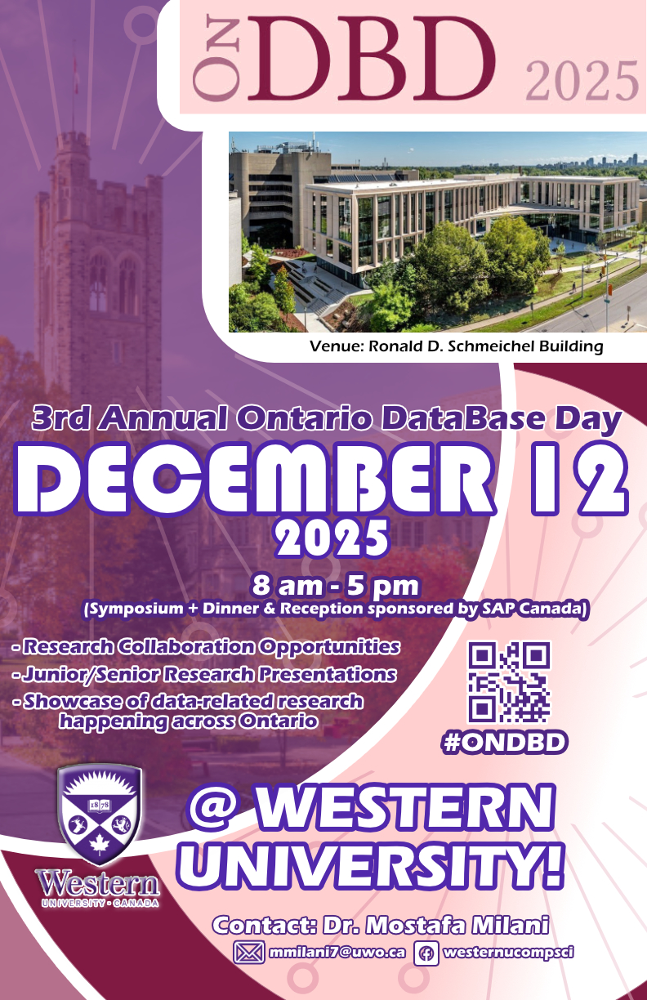 ON DBD 2025
Venue: Ronald D. Schmeichel Building
3rd Annual Ontario DataBase Day
DECEMBER 12
2025
8 am - 5 pm
(Symposium + Dinner & Reception sponsored by SAP Canada)
- Research Collaboration Opportunities
- Junior/Senior Research Presentations
- Showcase of data-related research
happening across Ontario
#ONDBD
@ WESTERN
UNIVERSITY!
1878
Western
UNIVERSITY · CANADA
Contact: Dr. Mostafa Milani
mmilani7@uwo.ca westernucompsci